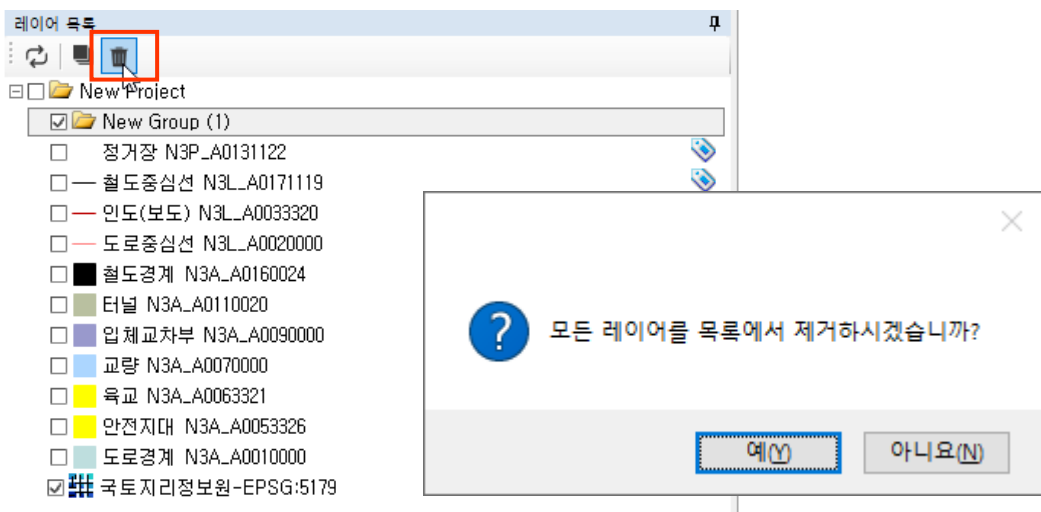 레이어 목록
New Project
New Group (1)
정거장 N3P_A0131122
철도중심선 N3L_A0171119
인도(보도) N3L_A0033320
도로중심선 N3L_A0020000
철도경계 N3A_A0160024
터널 N3A_A0110020
입체교차부 N3A_A0090000
교량 N3A_A0070000
육교 N3A_A0063321
안전지대 N3A_A0053326
도로경계 N3A_A0010000
국토지리정보원-EPSG:5179
모든 레이어를 목록에서 제거하시겠습니까?
예(Y) 아니요(N)